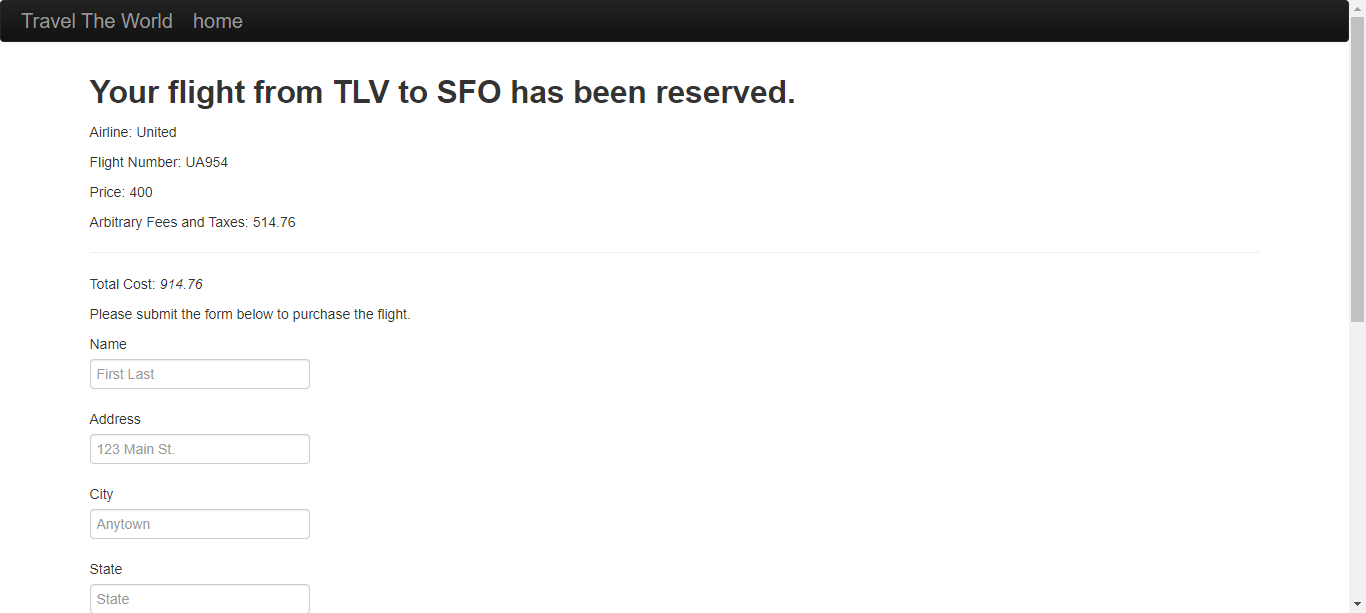 Travel The World home
Your flight from TLV to SFO has been reserved.
Airline: United
Flight Number: UA954
Price: 400
Arbitrary Fees and Taxes: 514.76
Total Cost: 914.76
Please submit the form below to purchase the flight.
Name
First Last
Address
123 Main St.
City
Anytown
State
State